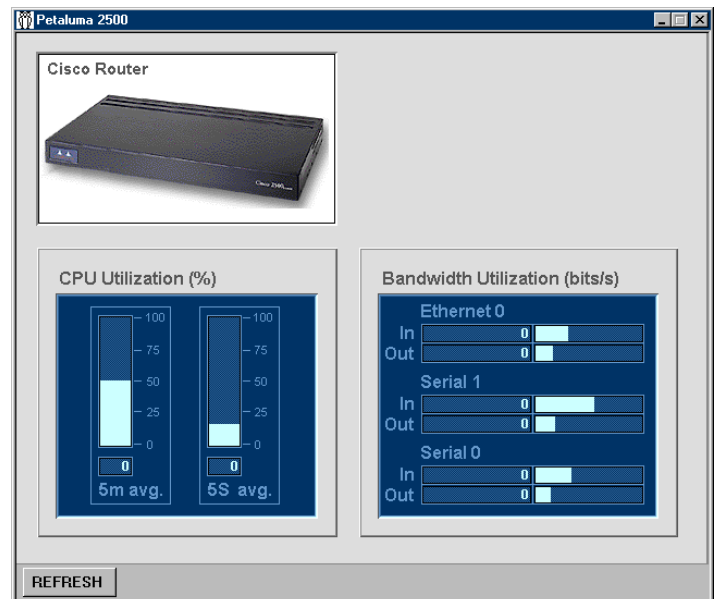 Petaluma 2500
Cisco Router
Cisco 2500
CPU Utilization (%)
100
75
50
25
0
0
5m avg.
100
75
50
25
0
0
5S avg.
Bandwidth Utilization (bits/s)
Ethernet 0
In 0
Out 0
Serial 1
In 0
Out 0
Serial 0
In 0
Out 0
REFRESH